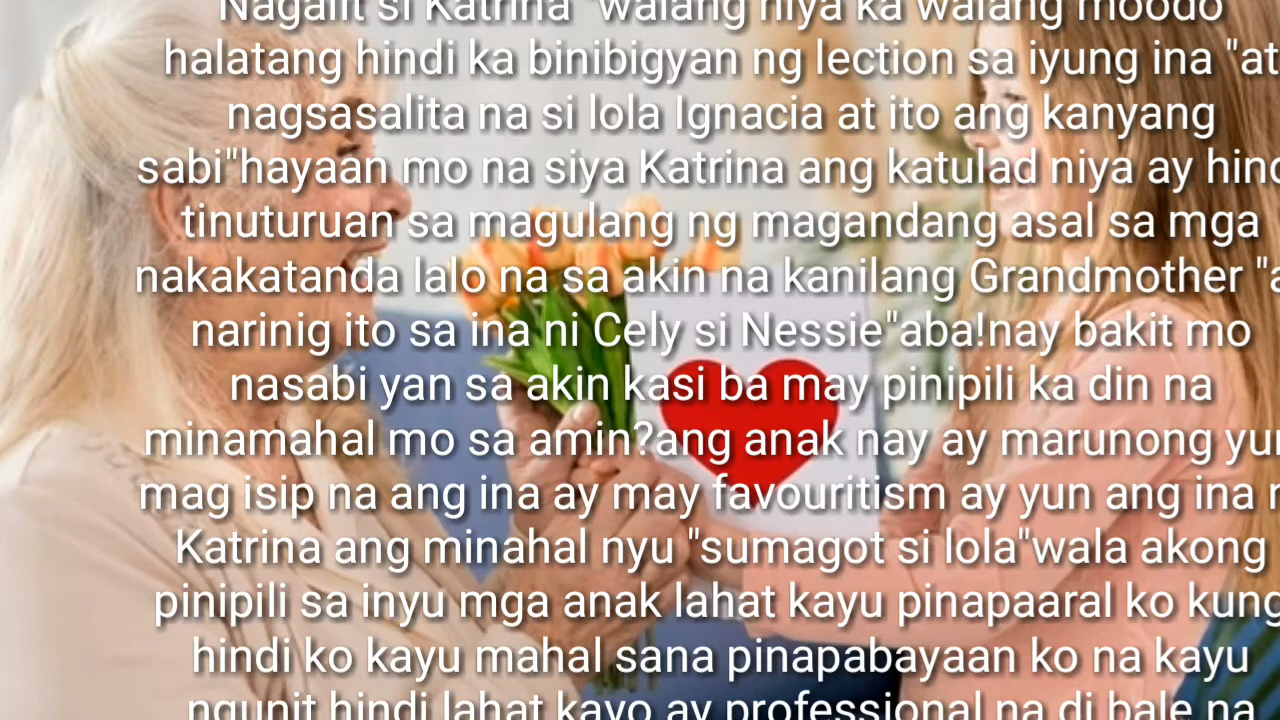 Nagalit si Katrina "walang hiya ka walang moodo
halatang hindi ka binibigyan ng lection sa iyung ina "at
nagsasalita na si lola Ignacia at ito ang kanyang
sabi"hayaan mo na siya Katrina ang katulad niya ay
tinuturuan sa magulang ng magandang asal sa mga
nakakatanda lalo na sa akin na kanilang Grandmother
narinig ito sa ina ni Cely si Nessie"aba!nay bakit mo
nasabi yan sa akin kasi ba may pinipili ka din na
minamahal mo sa amin?ang anak nay ay marunong
mag isip na ang ina ay may favouritism ay yun ang ina
Katrina ang minahal nyu "sumagot si lola"wala akong
pinipili sa inyu mga anak lahat kayu pinapaaral ko kung
hindi ko kayu mahal sana pinapabayaan ko na kayu
ngunit hindi lahat kayo ay professional na di bale na